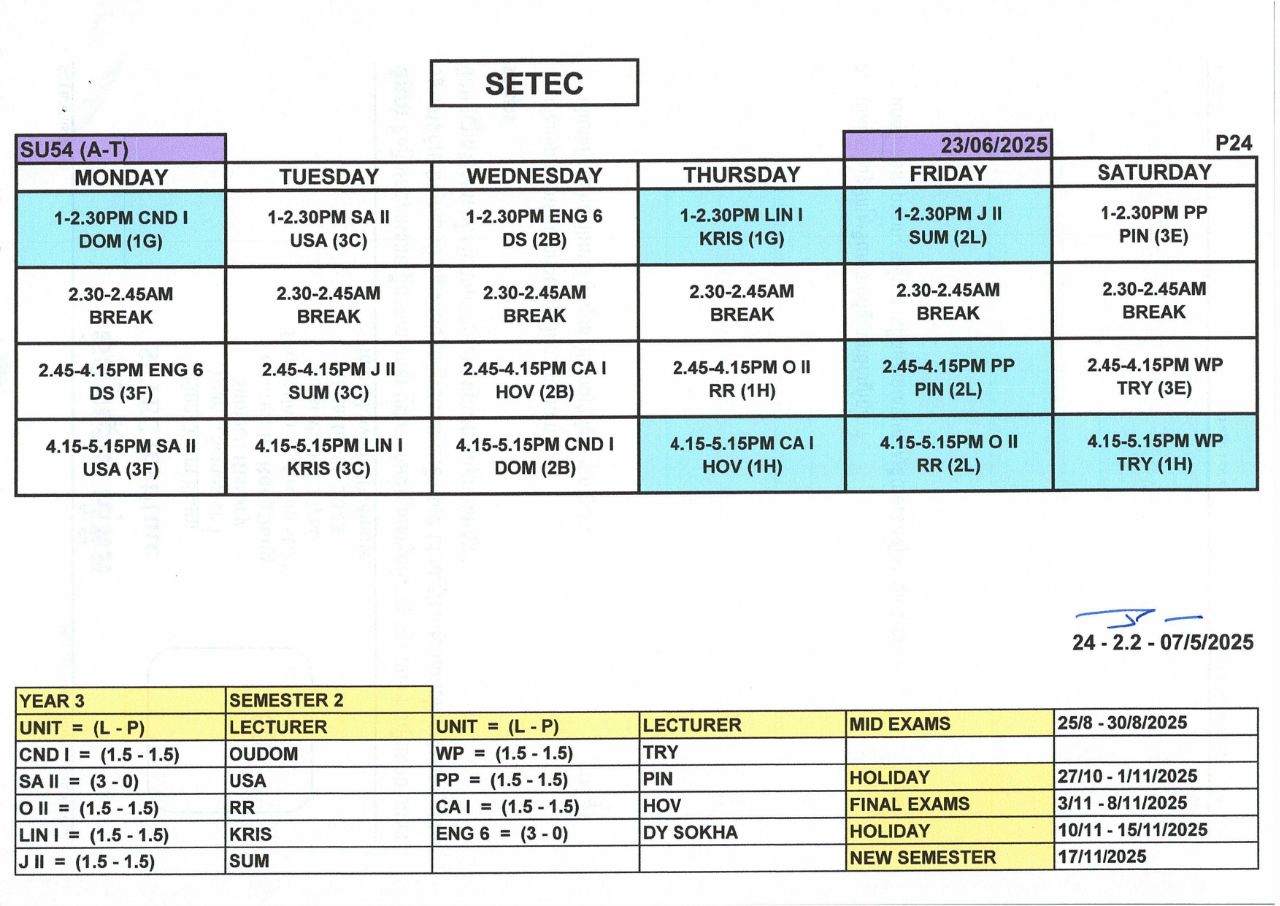 SETEC
SU54 (A-T) 23/06/2025 P24
MONDAY TUESDAY WEDNESDAY THURSDAY FRIDAY SATURDAY
1-2.30PM CND I 1-2.30PM SA II 1-2.30PM ENG 6 1-2.30PM LIN I 1-2.30PM J II 1-2.30PM PP
DOM (1G) USA (3C) DS (2B) KRIS (1G) SUM (2L) PIN (3E)
2.30-2.45AM 2.30-2.45AM 2.30-2.45AM 2.30-2.45AM 2.30-2.45AM 2.30-2.45AM
BREAK BREAK BREAK BREAK BREAK BREAK
2.45-4.15PM ENG 6 2.45-4.15PM J II 2.45-4.15PM CA I 2.45-4.15PM O II 2.45-4.15PM PP 2.45-4.15PM WP
DS (3F) SUM (3C) HOV (2B) RR (1H) PIN (2L) TRY (3E)
4.15-5.15PM SA II 4.15-5.15PM LIN I 4.15-5.15PM CND I 4.15-5.15PM CA I 4.15-5.15PM O II 4.15-5.15PM WP
USA (3F) KRIS (3C) DOM (2B) HOV (1H) RR (2L) TRY (1H)
24 - 2.2 - 07/5/2025
YEAR 3 SEMESTER 2
UNIT = (L - P) LECTURER UNIT = (L - P) LECTURER MID EXAMS 25/8 - 30/8/2025
CND I = (1.5 - 1.5) OUDOM WP = (1.5 - 1.5) TRY
SA II = (3 - 0) USA PP = (1.5 - 1.5) PIN HOLIDAY 27/10 - 1/11/2025
O II = (1.5 - 1.5) RR CA I = (1.5 - 1.5) HOV FINAL EXAMS 3/11 - 8/11/2025
LIN I = (1.5 - 1.5) KRIS ENG 6 = (3 - 0) DY SOKHA HOLIDAY 10/11 - 15/11/2025
J II = (1.5 - 1.5) SUM NEW SEMESTER 17/11/2025